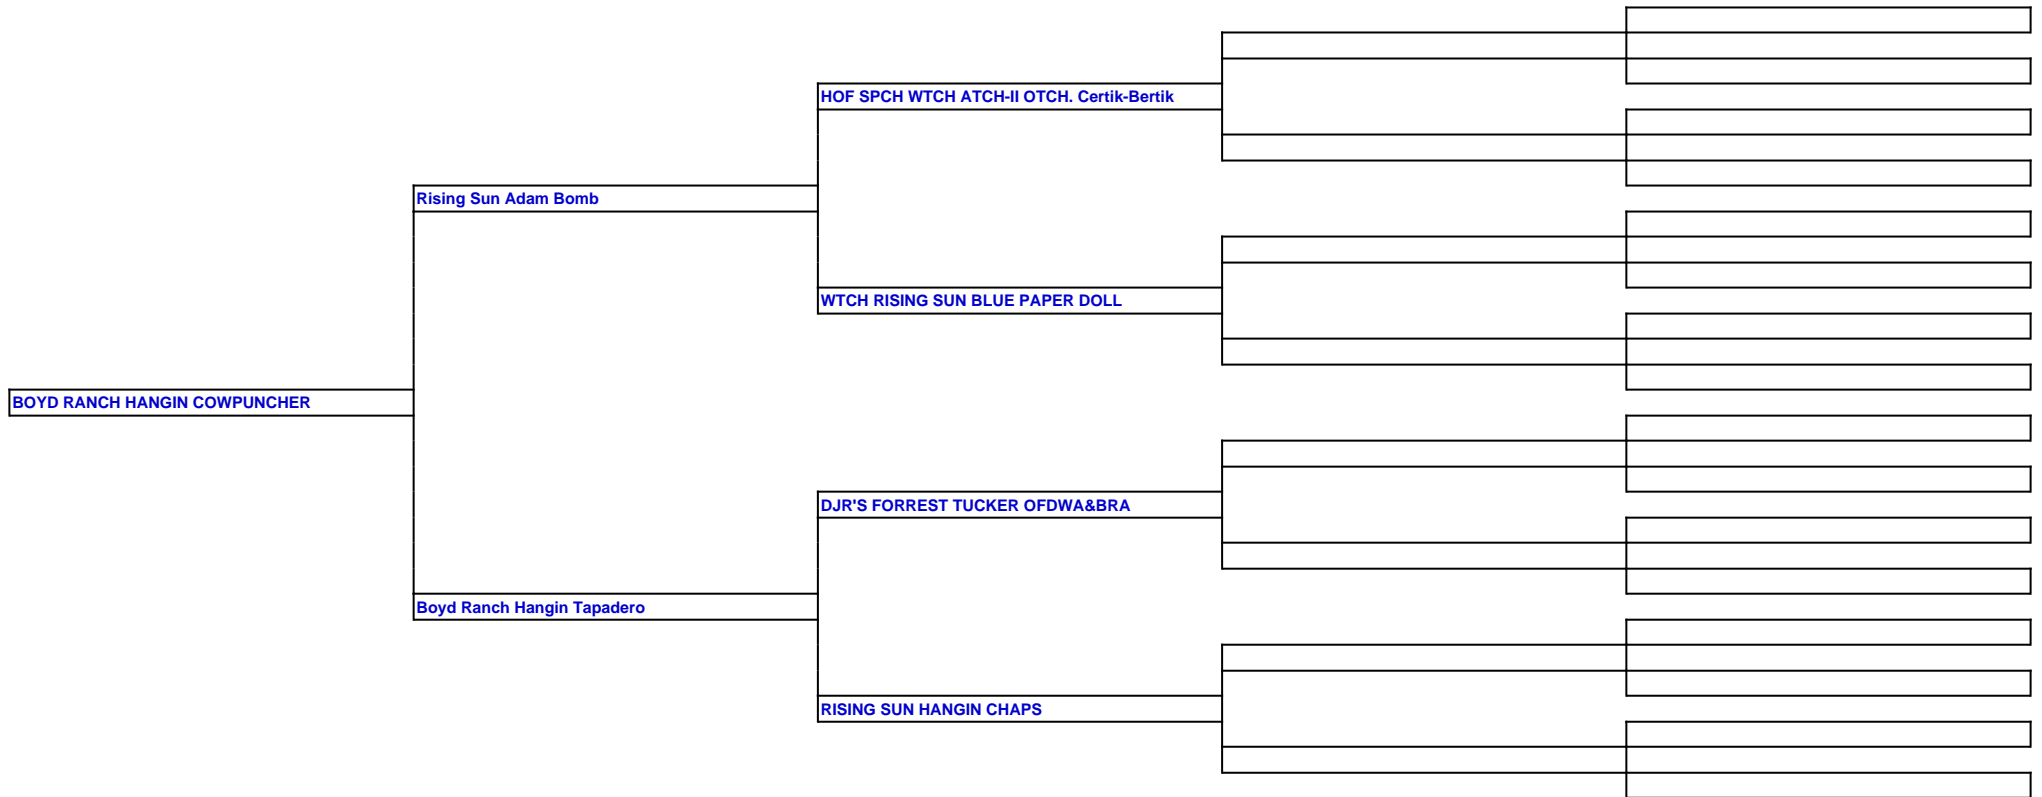 HOF SPCH WTCH ATCH-II OTCH. Certik-Bertik
Rising Sun Adam Bomb
WTCH RISING SUN BLUE PAPER DOLL
BOYD RANCH HANGIN COWPUNCHER
DJR'S FORREST TUCKER OFDWA&BRA
Boyd Ranch Hangin Tapadero
RISING SUN HANGIN CHAPS